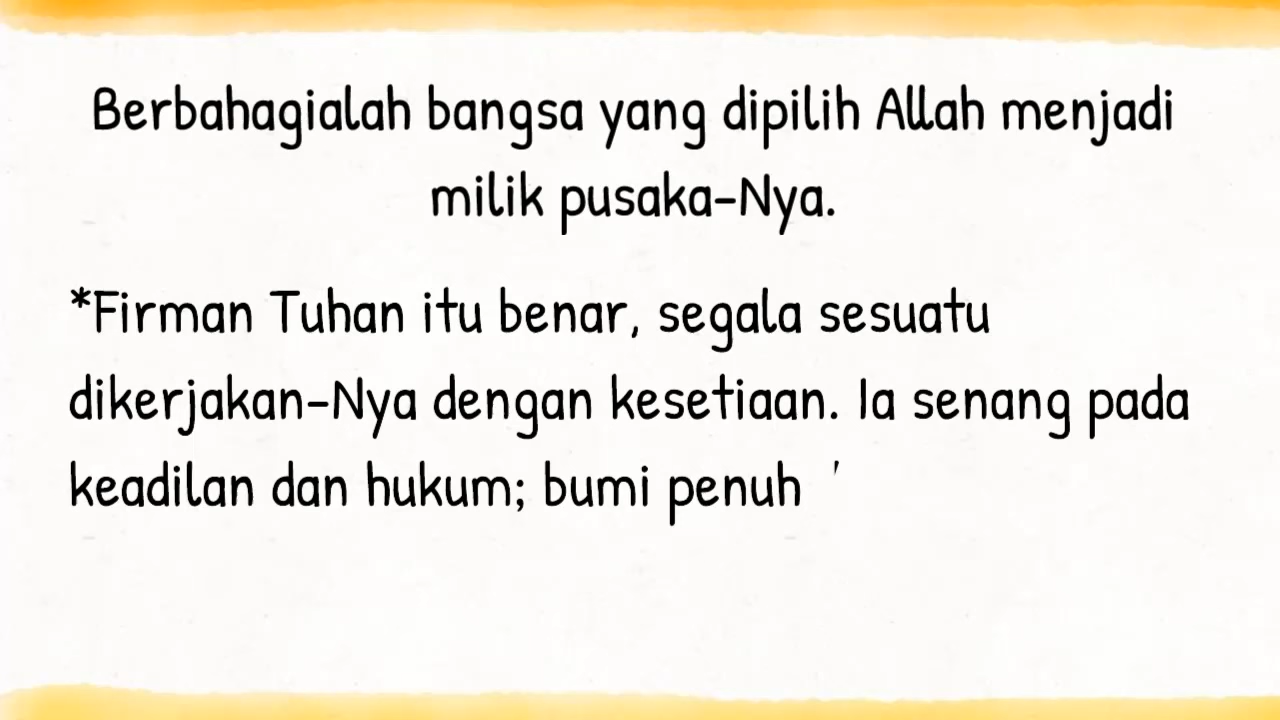 Berbahagialah bangsa yang dipilih Allah menjadi
milik pusaka-Nya.
*Firman Tuhan itu benar, segala sesuatu
dikerjakan-Nya dengan kesetiaan. Ia senang pada
keadilan dan hukum; bumi penuh